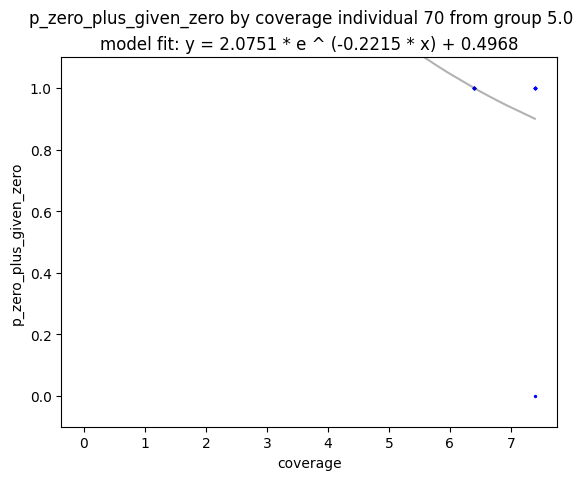 p_zero_plus_given_zero by coverage individual 70 from group 5.0
model fit: y = 2.0751 * e ^ (-0.2215 * x) + 0.4968
1.0
0.8
0.6
0.4
0.2
0.0
p_zero_plus_given_zero
0 1 2 3 4 5 6 7
coverage